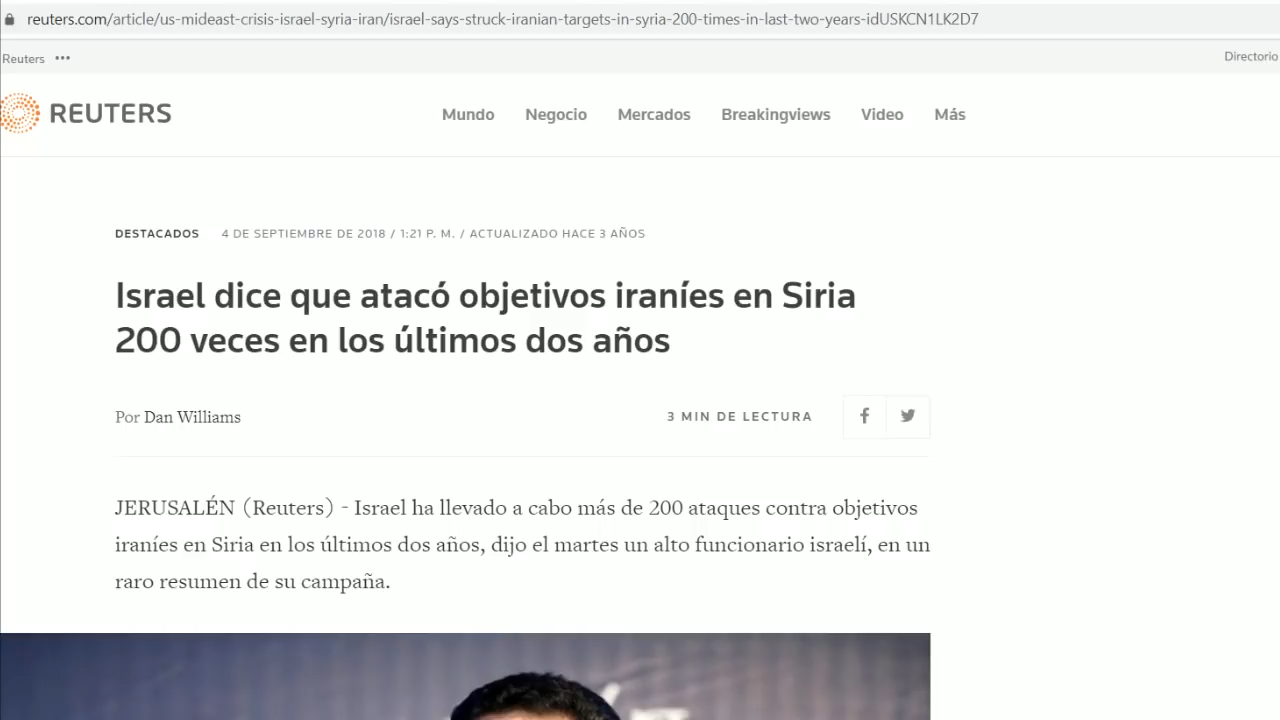 reuters.com/article/us-mideast-crisis-israel-syria-iran/israel-says-struck-iranian-targets-in-syria-200-times-in-last-two-years-idUSKCN1LK2D7
Reuters ••• Directorio
REUTERS Mundo Negocio Mercados Breakingviews Video Más
DESTACADOS 4 DE SEPTIEMBRE DE 2018 / 1:21 P. M. / ACTUALIZADO HACE 3 AÑOS
Israel dice que atacó objetivos iraníes en Siria
200 veces en los últimos dos años
Por Dan Williams 3 MIN DE LECTURA
JERUSALÉN (Reuters) - Israel ha llevado a cabo más de 200 ataques contra objetivos
iraníes en Siria en los últimos dos años, dijo el martes un alto funcionario israelí, en un
raro resumen de su campaña.